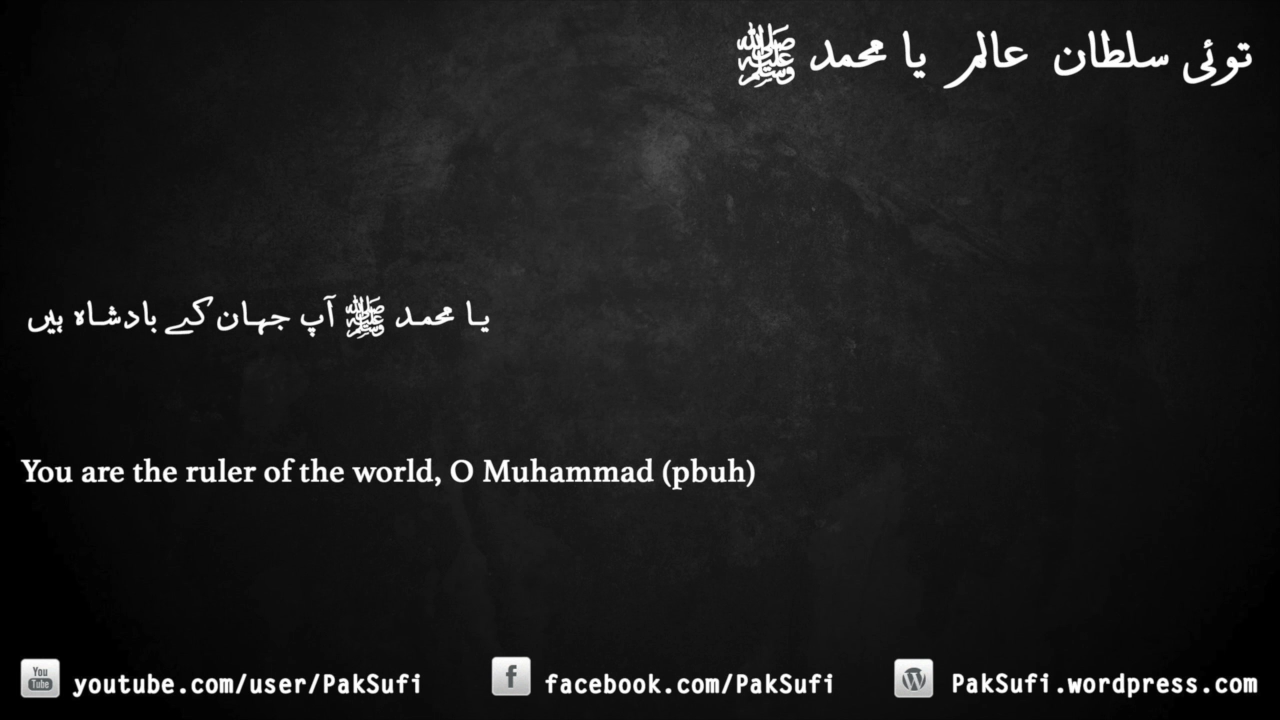 توئی سلطان عالم یا محمد ﷺ
یا محمد ﷺ آپ جہان کے بادشاہ ہیں
You are the ruler of the world, O Muhammad (pbuh)
You Tube youtube.com/user/PakSufi f facebook.com/PakSufi W PakSufi.wordpress.com